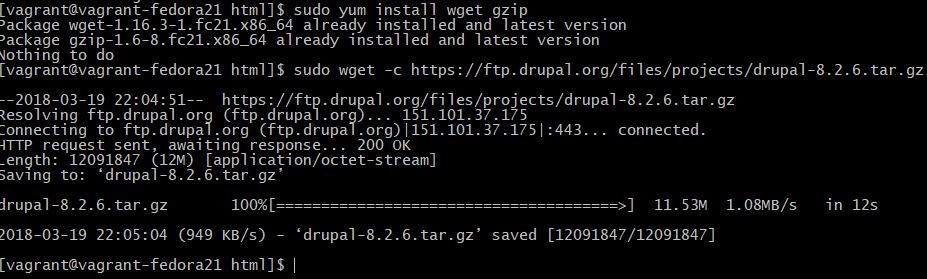 [vagrant@vagrant-fedora21 html]$ sudo yum install wget gzip
Package wget-1.16.3-1.fc21.x86_64 already installed and latest version
Package gzip-1.6-8.fc21.x86_64 already installed and latest version
Nothing to do
[vagrant@vagrant-fedora21 html]$ sudo wget -c https://ftp.drupal.org/files/projects/drupal-8.2.6.tar.gz
--2018-03-19 22:04:51--  https://ftp.drupal.org/files/projects/drupal-8.2.6.tar.gz
Resolving ftp.drupal.org (ftp.drupal.org)... 151.101.37.175
Connecting to ftp.drupal.org (ftp.drupal.org)|151.101.37.175|:443... connected.
HTTP request sent, awaiting response... 200 OK
Length: 12091847 (12M) [application/octet-stream]
Saving to: ‘drupal-8.2.6.tar.gz’
drupal-8.2.6.tar.gz       100%[======================================>]  11.53M  1.08MB/s   in 12s
2018-03-19 22:05:04 (949 KB/s) - ‘drupal-8.2.6.tar.gz’ saved [12091847/12091847]
[vagrant@vagrant-fedora21 html]$